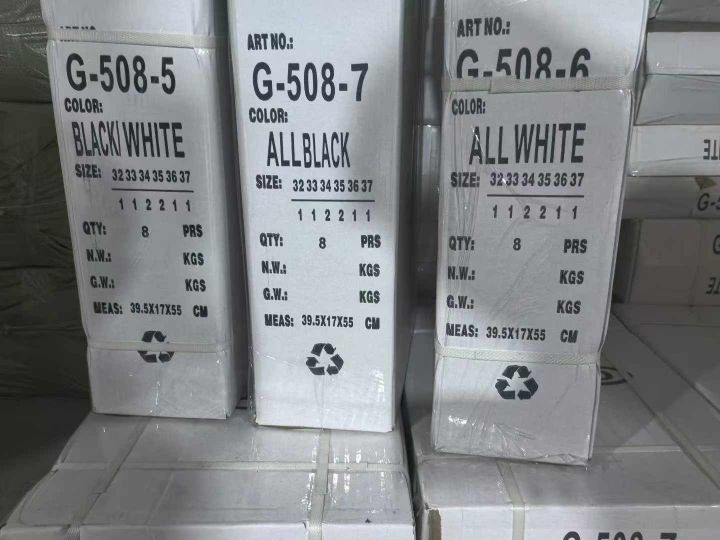 ART NO.:
G-508-5
COLOR:
BLACK/ WHITE
SIZE: 32 33 34 35 36 37
1 1 2 2 1 1
QTY: 8 PRS
N.W.: KGS
G.W.: KGS
MEAS: 39.5X17X55 CM
ART NO.:
G-508-7
COLOR:
ALL BLACK
SIZE: 32 33 34 35 36 37
1 1 2 2 1 1
QTY: 8 PRS
N.W.: KGS
G.W.: KGS
MEAS: 39.5X17X55 CM
ART NO.:
G-508-6
COLOR:
ALL WHITE
SIZE: 32 33 34 35 36 37
1 1 2 2 1 1
QTY: 8 PRS
N.W.: KGS
G.W.: KGS
MEAS: 39.5X17X55 CM
G-508-7